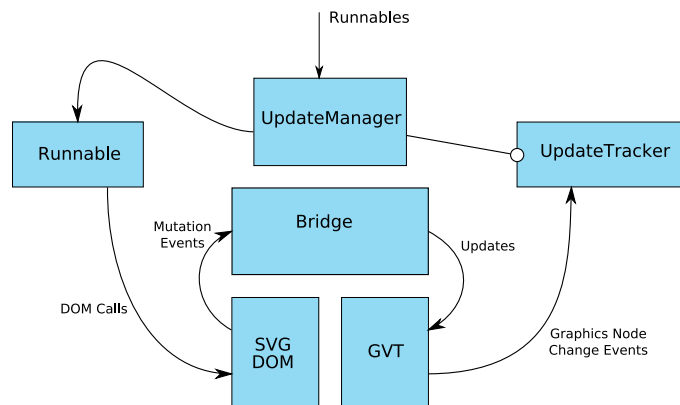 Runnables
UpdateManager
Runnable
UpdateTracker
Mutation
Events
Bridge
Updates
DOM Calls
SVG
DOM
GVT
Graphics Node
Change Events